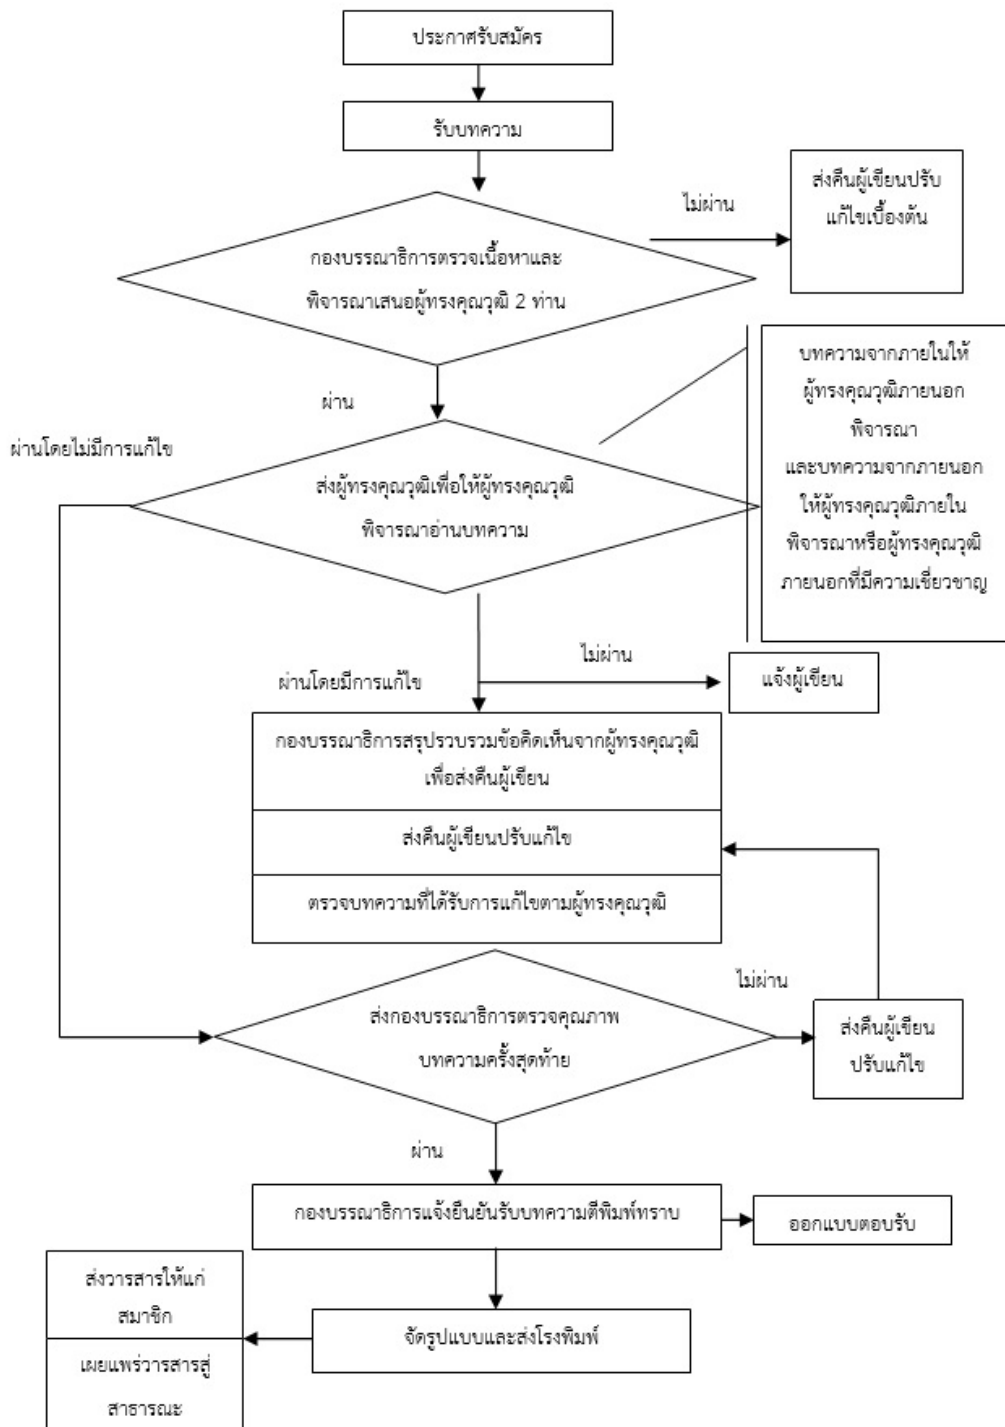 ประกาศรับสมัคร
รับบทความ
ส่งคืนผู้เขียนปรับ
แก้ไขเบื้องต้น
ไม่ผ่าน
กองบรรณาธิการตรวจเนื้อหาและ
พิจารณาเสนอผู้ทรงคุณวุฒิ 2 ท่าน
ผ่าน
บทความจากภายในให้
ผู้ทรงคุณวุฒิภายนอก
พิจารณา
และบทความจากภายนอก
ให้ผู้ทรงคุณวุฒิภายใน
พิจารณาหรือผู้ทรงคุณวุฒิ
ภายนอกที่มีความเชี่ยวชาญ
ผ่านโดยไม่มีการแก้ไข
ส่งผู้ทรงคุณวุฒิเพื่อให้ผู้ทรงคุณวุฒิ
พิจารณาอ่านบทความ
ไม่ผ่าน
แจ้งผู้เขียน
ผ่านโดยมีการแก้ไข
กองบรรณาธิการสรุปรวบรวมข้อคิดเห็นจากผู้ทรงคุณวุฒิ
เพื่อส่งคืนผู้เขียน
ส่งคืนผู้เขียนปรับแก้ไข
ตรวจบทความที่ได้รับการแก้ไขตามผู้ทรงคุณวุฒิ
ไม่ผ่าน
ส่งกองบรรณาธิการตรวจคุณภาพ
บทความครั้งสุดท้าย
ส่งคืนผู้เขียน
ปรับแก้ไข
ผ่าน
กองบรรณาธิการแจ้งยืนยันรับบทความตีพิมพ์ทราบ
ออกแบบตอบรับ
จัดรูปแบบและส่งโรงพิมพ์
ส่งวารสารให้แก่
สมาชิก
เผยแพร่วารสารสู่
สาธารณะ